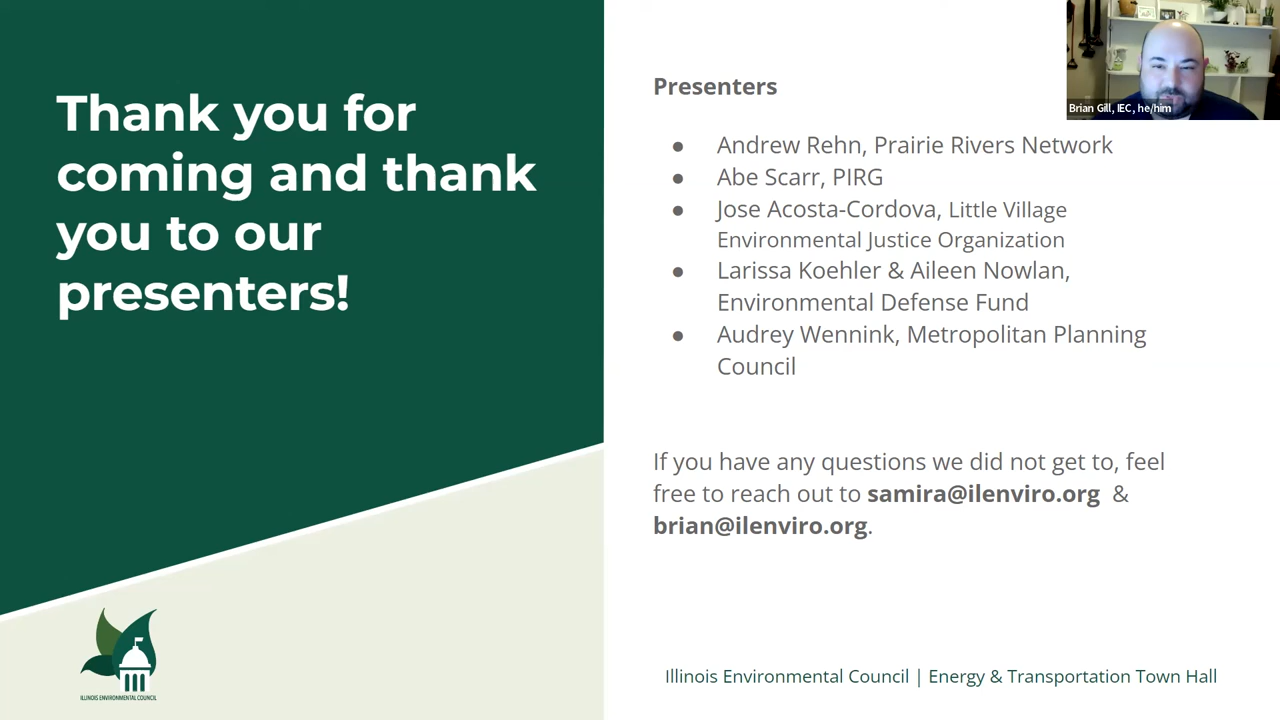 Thank you for
coming and thank
you to our
presenters!
ILLINOIS ENVIRONMENTAL COUNCIL
Presenters
● Andrew Rehn, Prairie Rivers Network
● Abe Scarr, PIRG
● Jose Acosta-Cordova, Little Village
Environmental Justice Organization
● Larissa Koehler & Aileen Nowlan,
Environmental Defense Fund
● Audrey Wennink, Metropolitan Planning
Council
If you have any questions we did not get to, feel
free to reach out to samira@ilenviro.org &
brian@ilenviro.org.
Illinois Environmental Council | Energy & Transportation Town Hall
Brian Gill, IEC, he/him